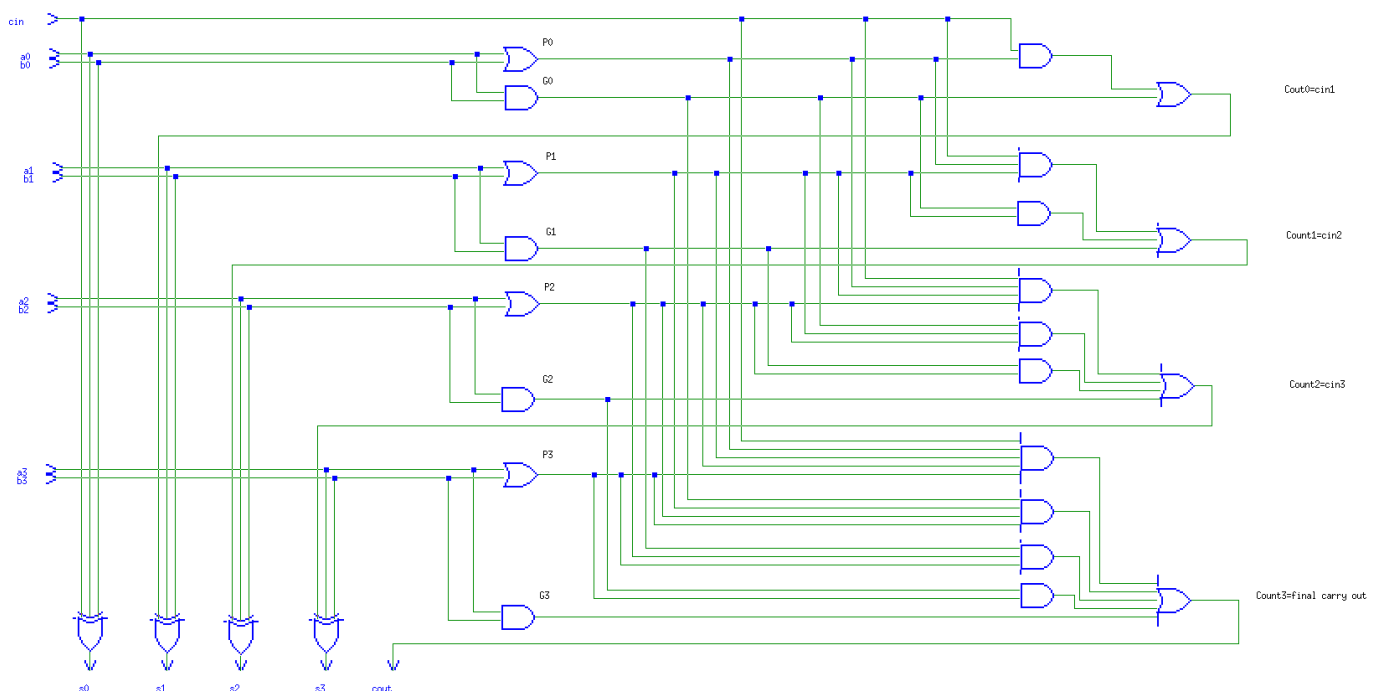 cin
a0
b0
P0
G0
Cout0=cin1
a1
b1
P1
G1
Count1=cin2
a2
b2
P2
G2
Count2=cin3
a3
b3
P3
G3
Count3=final carry out
s0 s1 s2 s3 cout